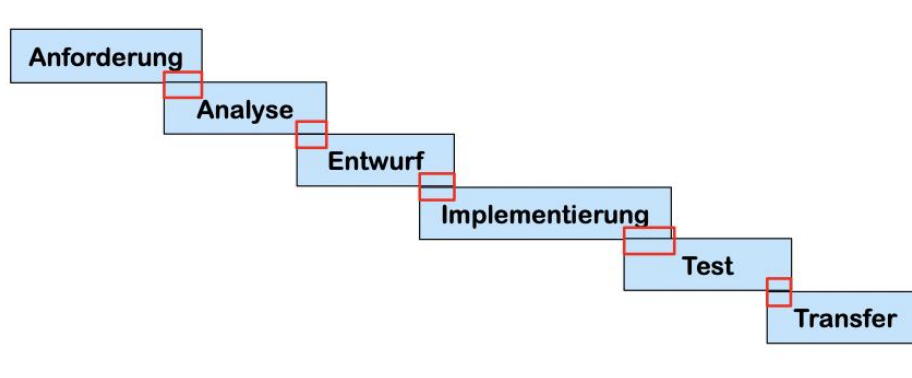 Anforderung
Analyse
Entwurf
Implementierung
Test
Transfer